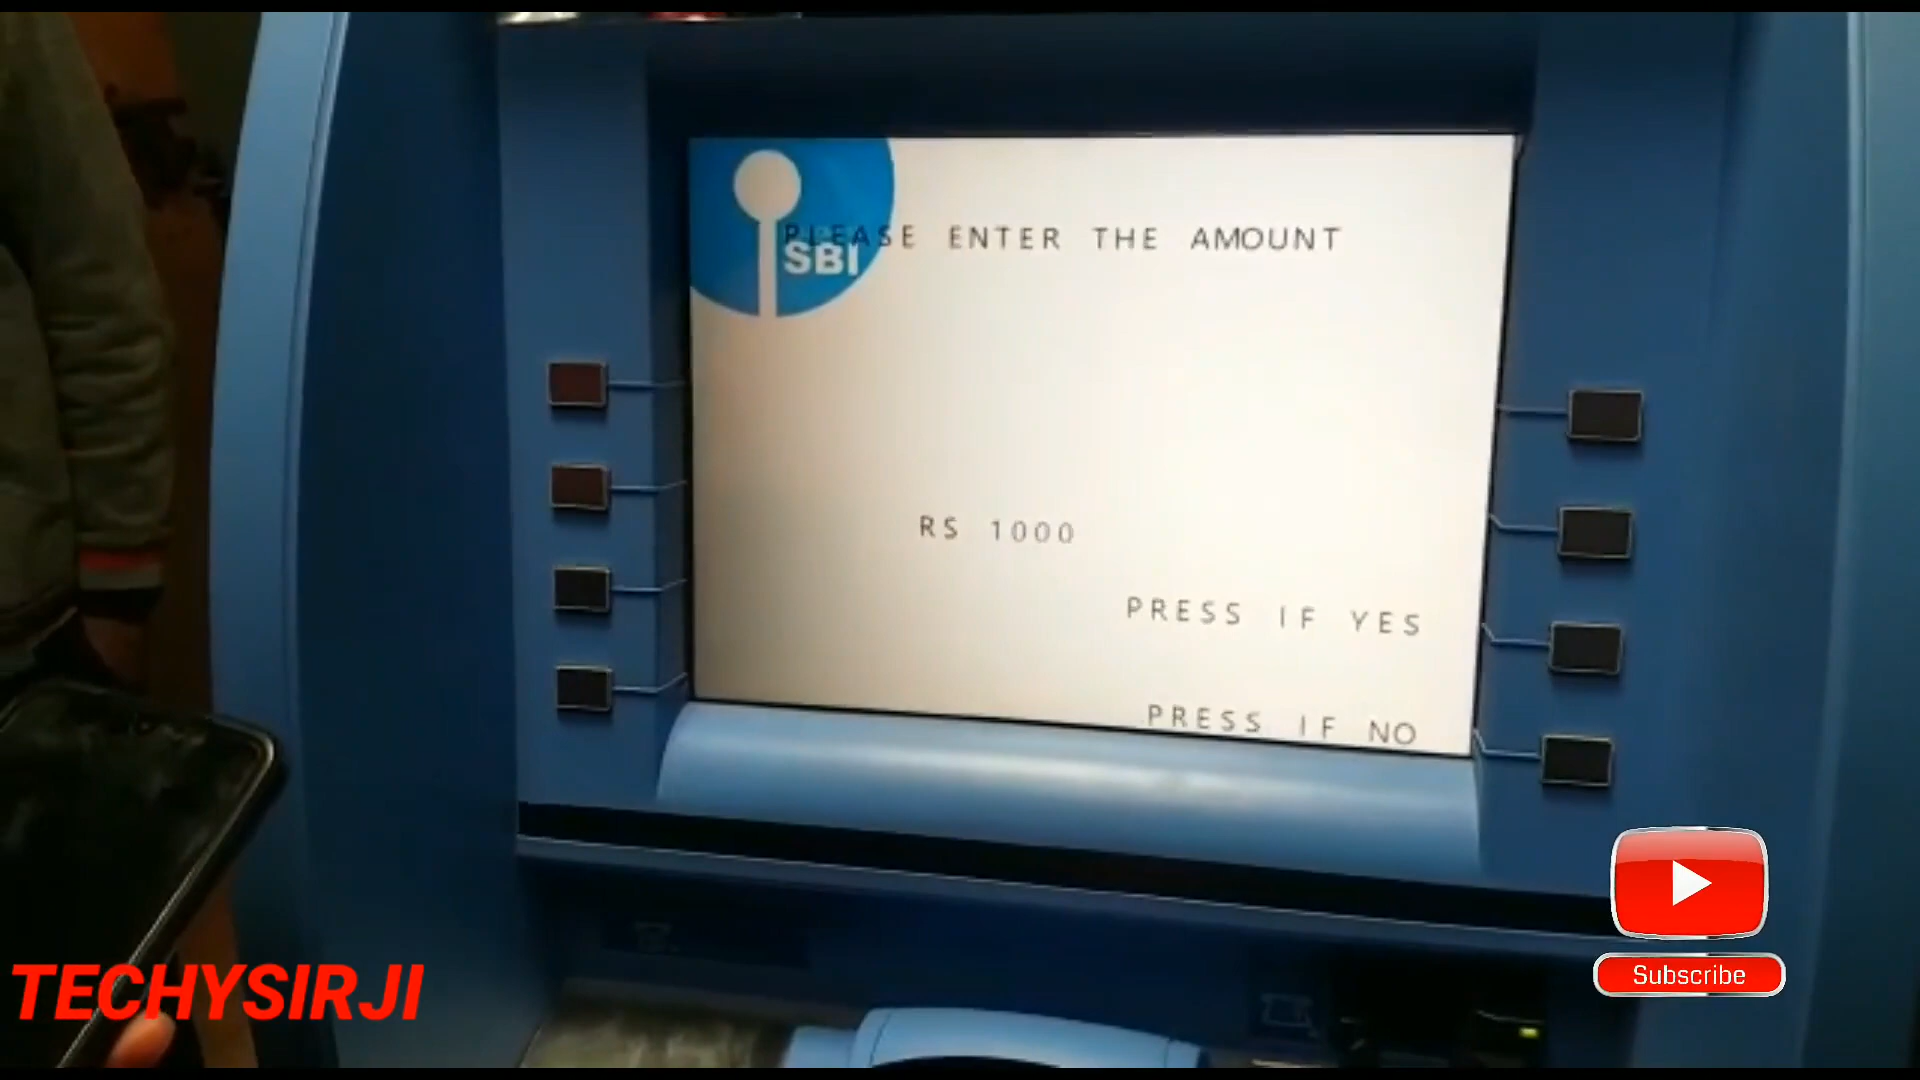 PLEASE ENTER THE AMOUNT
SBI
RS 1000
PRESS IF YES
PRESS IF NO
TECHYSIRJI
Subscribe